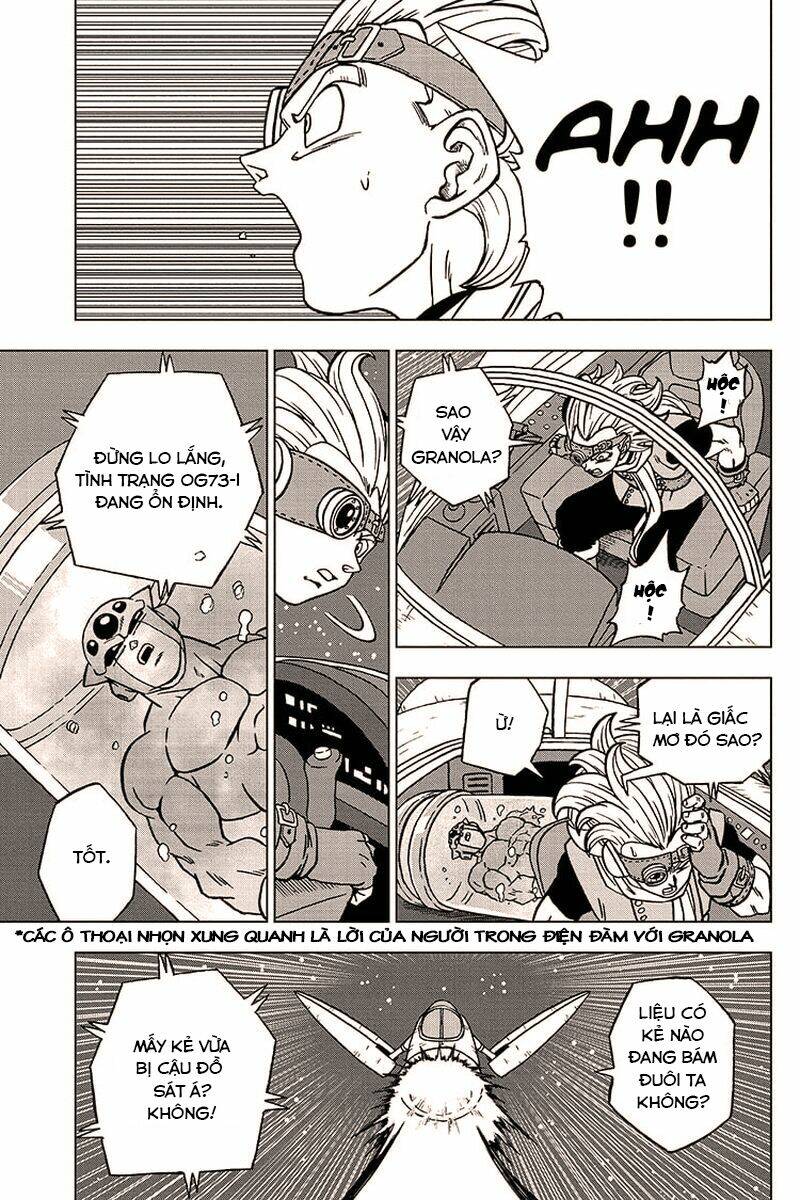 AHH
!!
HỘC
!
SAO
VẬY
GRANOLA?
HỘC
!
ĐỪNG LO LẮNG,
TÌNH TRẠNG OG73-I
ĐANG ỔN ĐỊNH.
TỐT.
LẠI LÀ GIẤC
MƠ ĐÓ SAO?
Ừ!
*CÁC Ô THOẠI NHỌN XUNG QUANH LÀ LỜI CỦA NGƯỜI TRONG ĐIỆN ĐÀM VỚI GRANOLA
LIỆU CÓ
KẺ NÀO
ĐANG BÁM
ĐUÔI TA
KHÔNG?
MẤY KẺ VỪA
BỊ CẬU ĐỒ
SÁT Á?
KHÔNG!